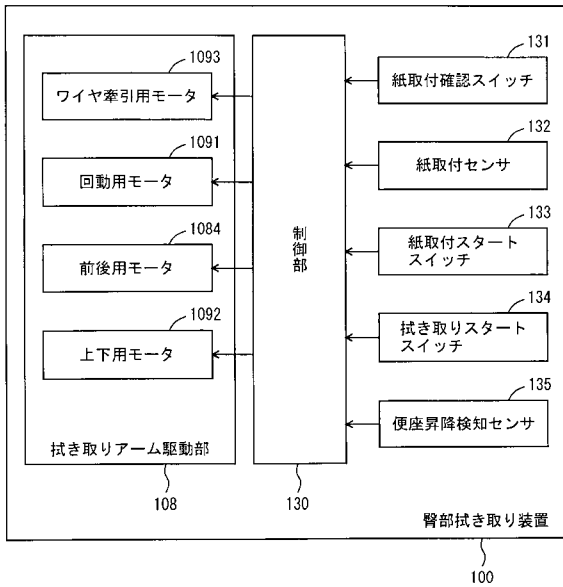 1093
ワイヤ牽引用モータ
1091
回動用モータ
1084
前後用モータ
1092
上下用モータ
拭き取りアーム駆動部
108
制御部
130
131
紙取付確認スイッチ
132
紙取付センサ
133
紙取付スタート
スイッチ
134
拭き取りスタート
スイッチ
135
便座昇降検知センサ
臀部拭き取り装置
100